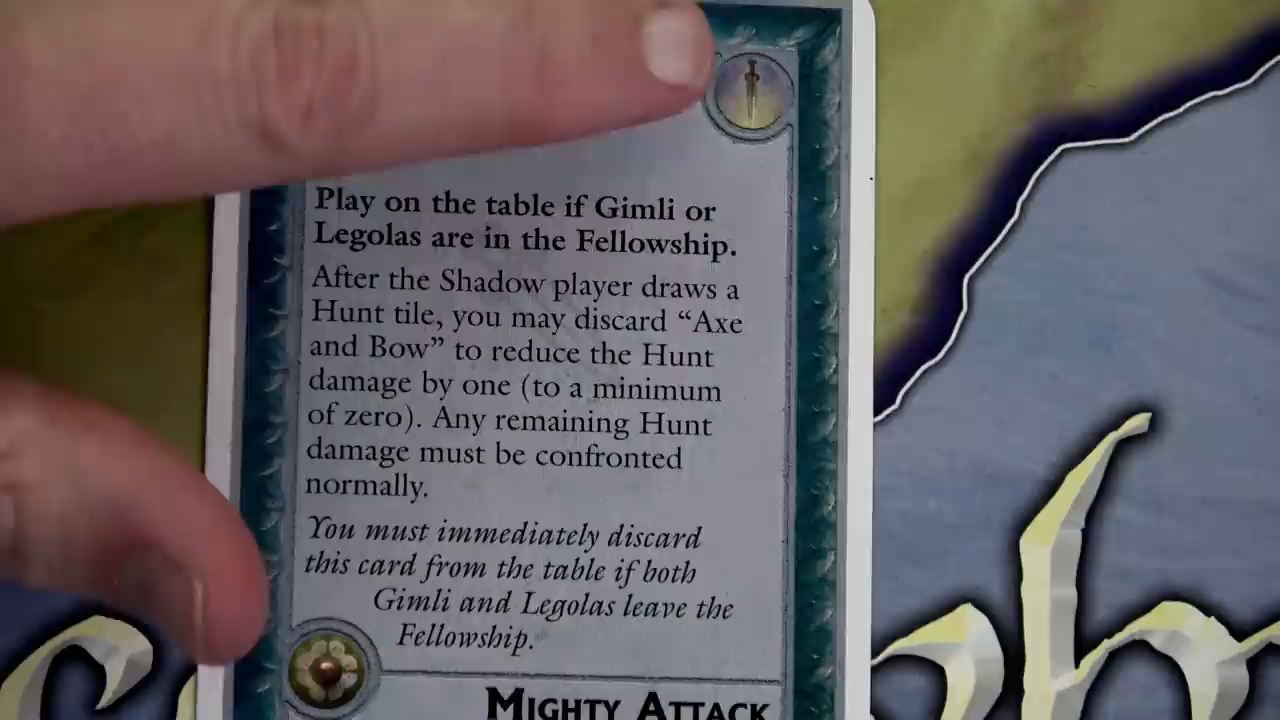 Play on the table if Gimli or
Legolas are in the Fellowship.
After the Shadow player draws a
Hunt tile, you may discard “Axe
and Bow” to reduce the Hunt
damage by one (to a minimum
of zero). Any remaining Hunt
damage must be confronted
normally.
You must immediately discard
this card from the table if both
Gimli and Legolas leave the
Fellowship.
MIGHTY ATTACK